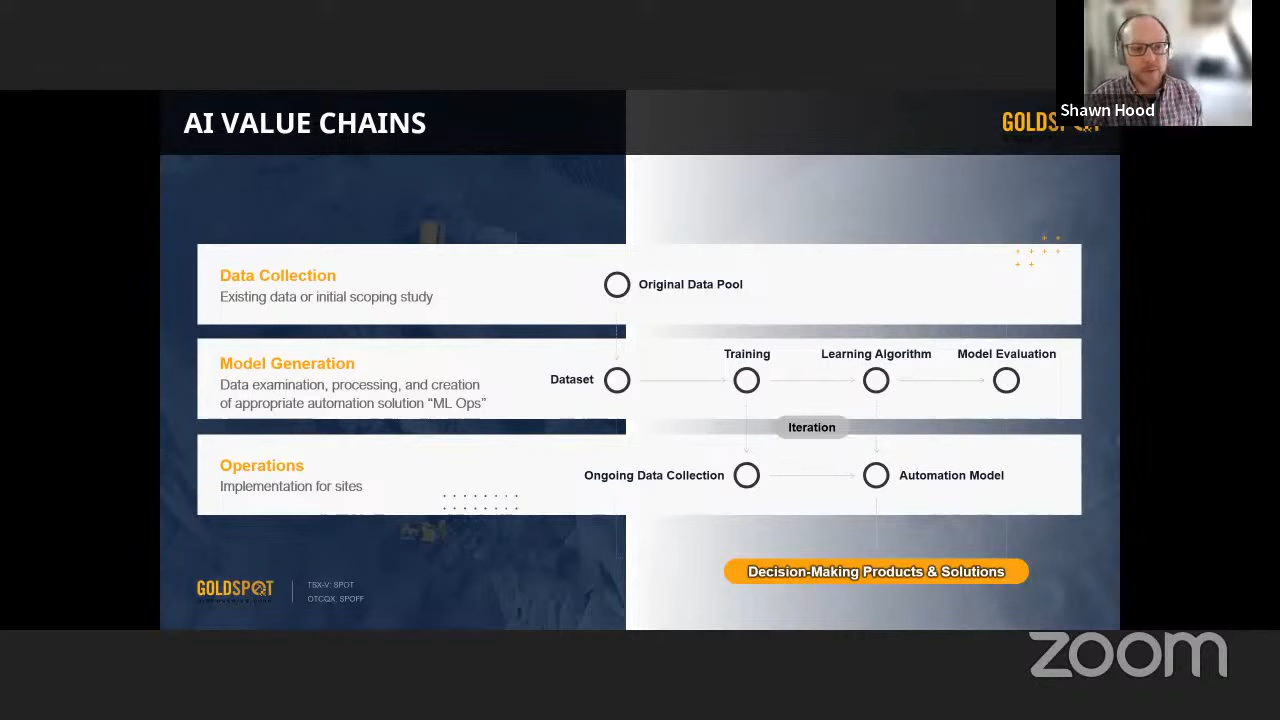 Shawn Hood
AI VALUE CHAINS
GOLDSPOT
Data Collection
Existing data or initial scoping study
Original Data Pool
Model Generation
Data examination, processing, and creation
of appropriate automation solution “ML Ops”
Dataset
Training
Learning Algorithm
Model Evaluation
Iteration
Operations
Implementation for sites
Ongoing Data Collection
Automation Model
Decision-Making Products & Solutions
GOLDSPOT
TSX-V: SPOT
OTCQX: SPOFF
zoom